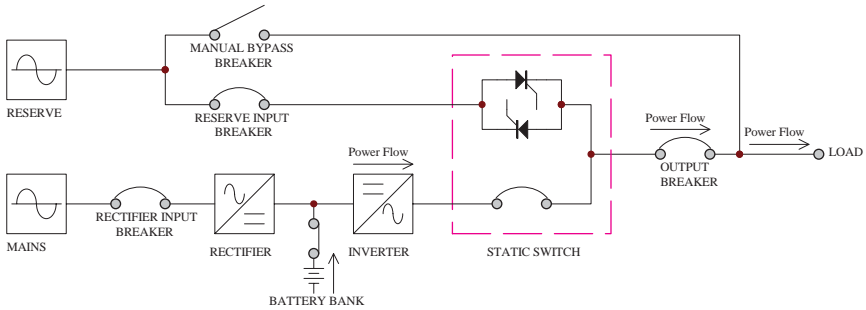 MANUAL BYPASS
BREAKER
RESERVE
RESERVE INPUT
BREAKER
Power Flow
Power Flow
LOAD
OUTPUT
BREAKER
Power Flow
RECTIFIER INPUT
BREAKER
MAINS
RECTIFIER
INVERTER
STATIC SWITCH
BATTERY BANK